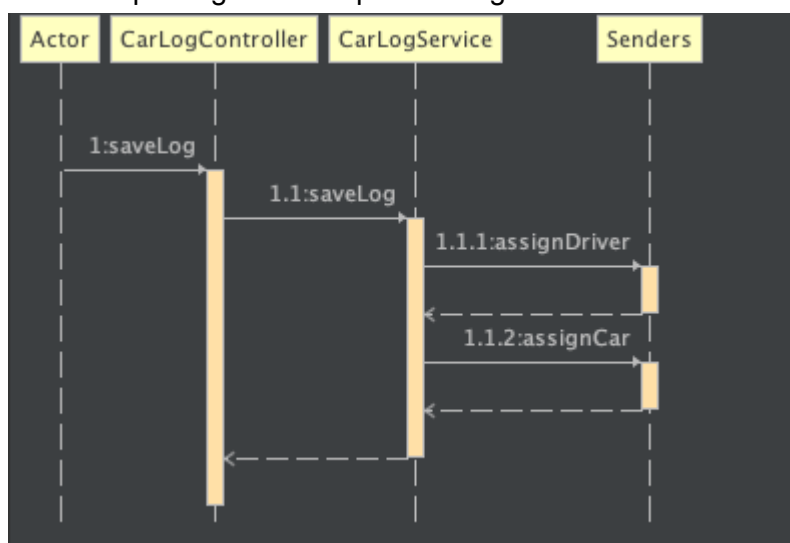 Actor CarLogController CarLogService Senders
1:saveLog
1.1:saveLog
1.1.1:assignDriver
1.1.2:assignCar